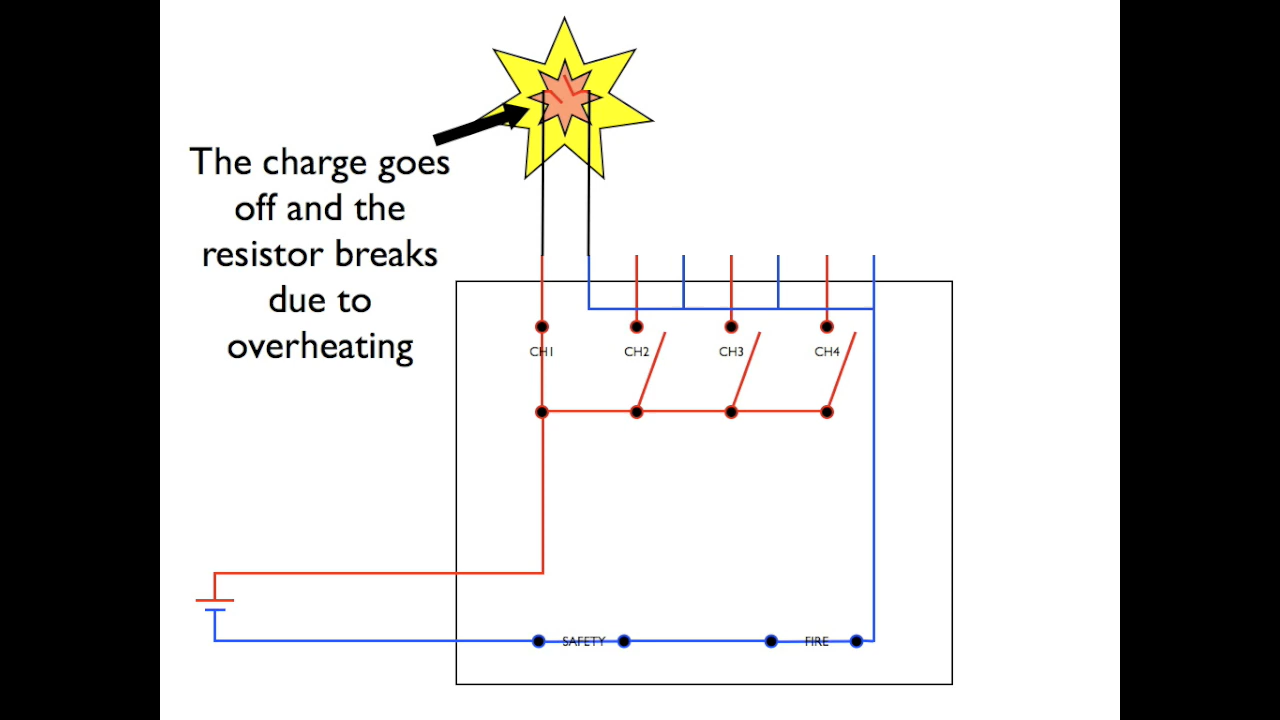 The charge goes
off and the
resistor breaks
due to
overheating
CH1
CH2
CH3
CH4
SAFETY
FIRE